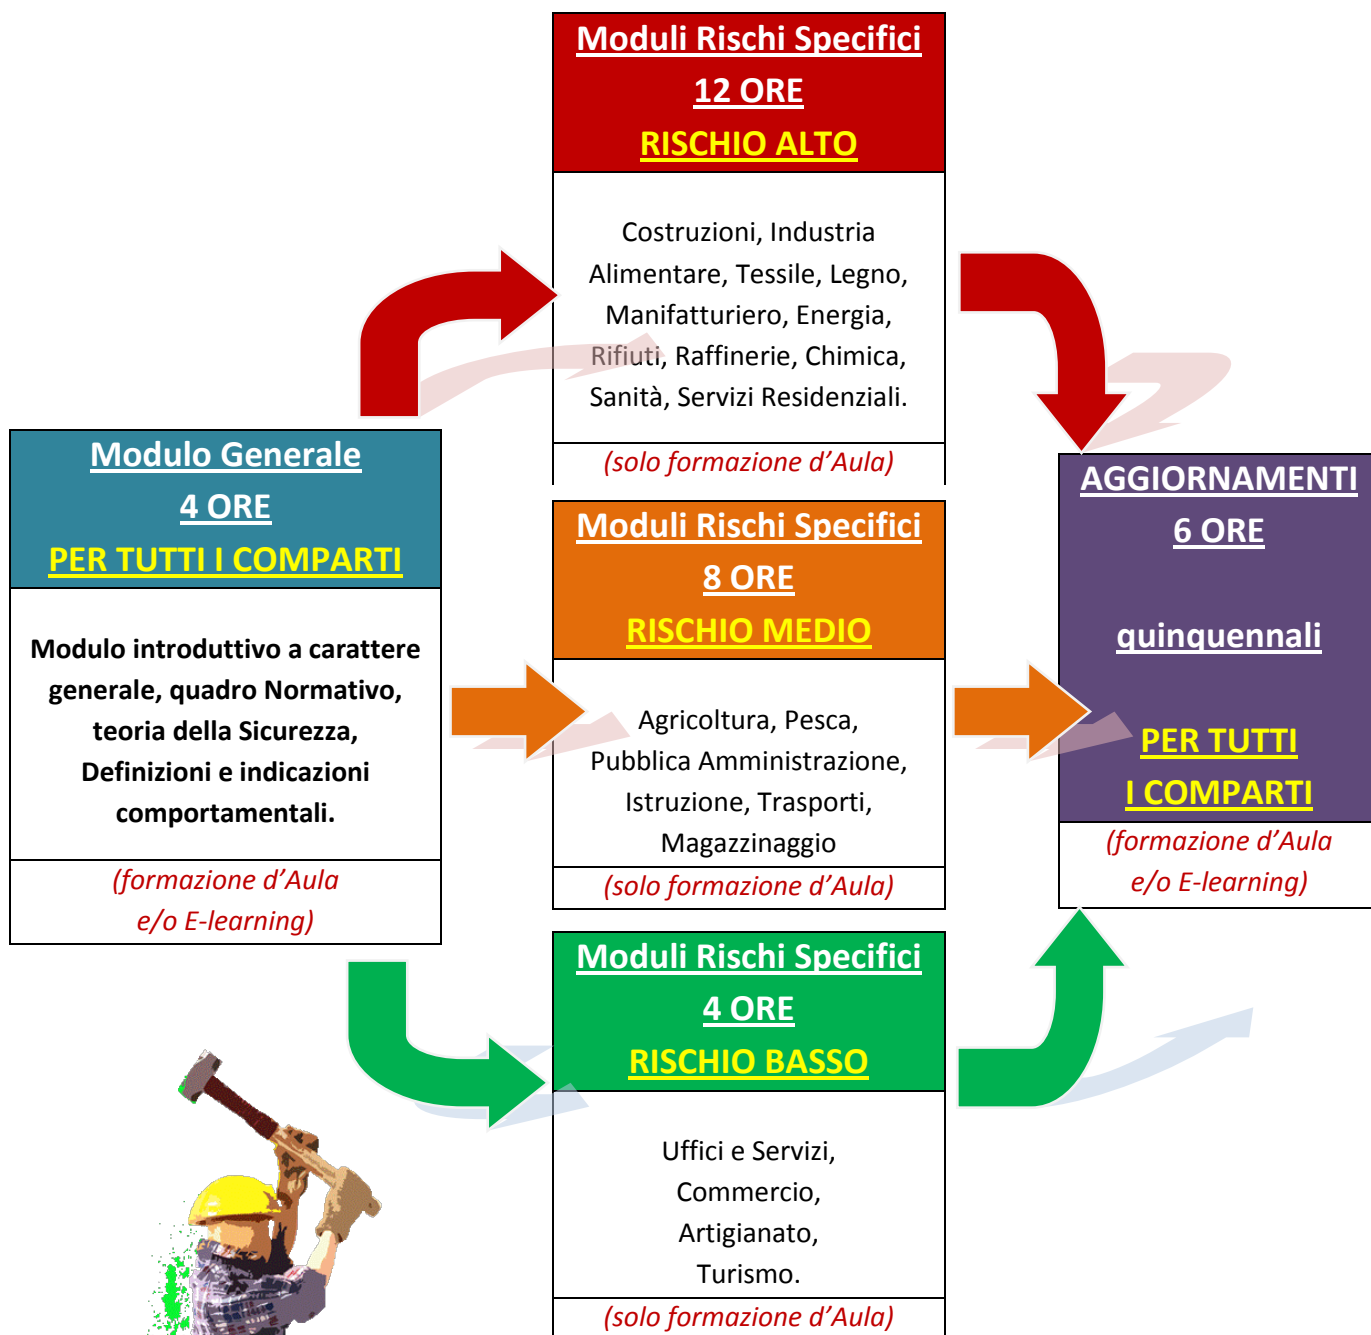 Moduli Rischi Specifici
12 ORE
RISCHIO ALTO
Costruzioni, Industria
Alimentare, Tessile, Legno,
Manifatturiero, Energia,
Rifiuti, Raffinerie, Chimica,
Sanità, Servizi Residenziali.
(solo formazione d’Aula)
Modulo Generale
4 ORE
PER TUTTI I COMPARTI
Modulo introduttivo a carattere
generale, quadro Normativo,
teoria della Sicurezza,
Definizioni e indicazioni
comportamentali.
(formazione d’Aula
e/o E-learning)
Moduli Rischi Specifici
8 ORE
RISCHIO MEDIO
Agricoltura, Pesca,
Pubblica Amministrazione,
Istruzione, Trasporti,
Magazzinaggio
(solo formazione d’Aula)
Moduli Rischi Specifici
4 ORE
RISCHIO BASSO
Uffici e Servizi,
Commercio,
Artigianato,
Turismo.
(solo formazione d’Aula)
AGGIORNAMENTI
6 ORE
quinquennali
PER TUTTI
I COMPARTI
(formazione d’Aula
e/o E-learning)